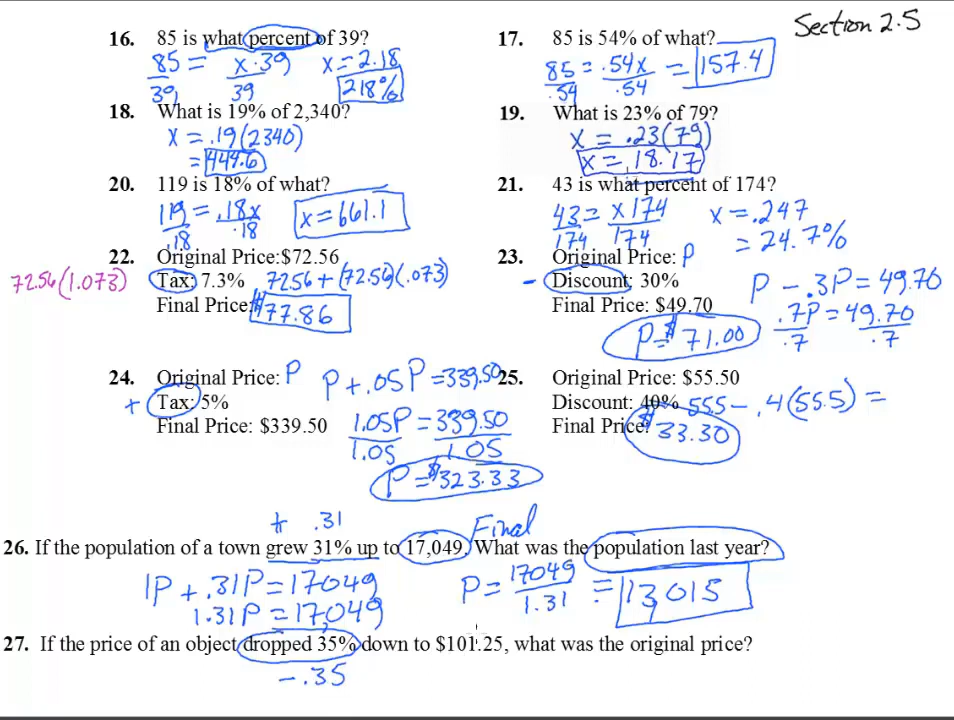 Section 2.5
16. 85 is what percent of 39?
85 = x·39 x = 2.18
39 39 218%
17. 85 is 54% of what?
85 = .54x = 157.4
.54 .54
18. What is 19% of 2,340?
x = .19(2340)
= 444.6
19. What is 23% of 79?
x = .23(79)
x = 18.17
20. 119 is 18% of what?
119 = .18x x = 661.1
.18 .18
21. 43 is what percent of 174?
43 = x 174 x = .247
174 174 = 24.7%
22. Original Price:$72.56
72.56(1.073) Tax: 7.3% 72.56 + (72.56)(.073)
Final Price: $77.86
23. Original Price: P
- Discount: 30% P - .3P = 49.70
Final Price: $49.70 .7P = 49.70
.7 .7
P = $71.00
24. Original Price: P P + .05P = 339.50
+ Tax: 5%
Final Price: $339.50 1.05P = 339.50
1.05 1.05
P = $323.33
25. Original Price: $55.50
Discount: 40% 55.5 - .4(55.5) =
Final Price: $33.30
+ .31 Final
26. If the population of a town grew 31% up to 17,049. What was the population last year?
1P + .31P = 17049 P = 17049 = 13,015
1.31P = 17,049 1.31
27. If the price of an object dropped 35% down to $101.25, what was the original price?
- .35